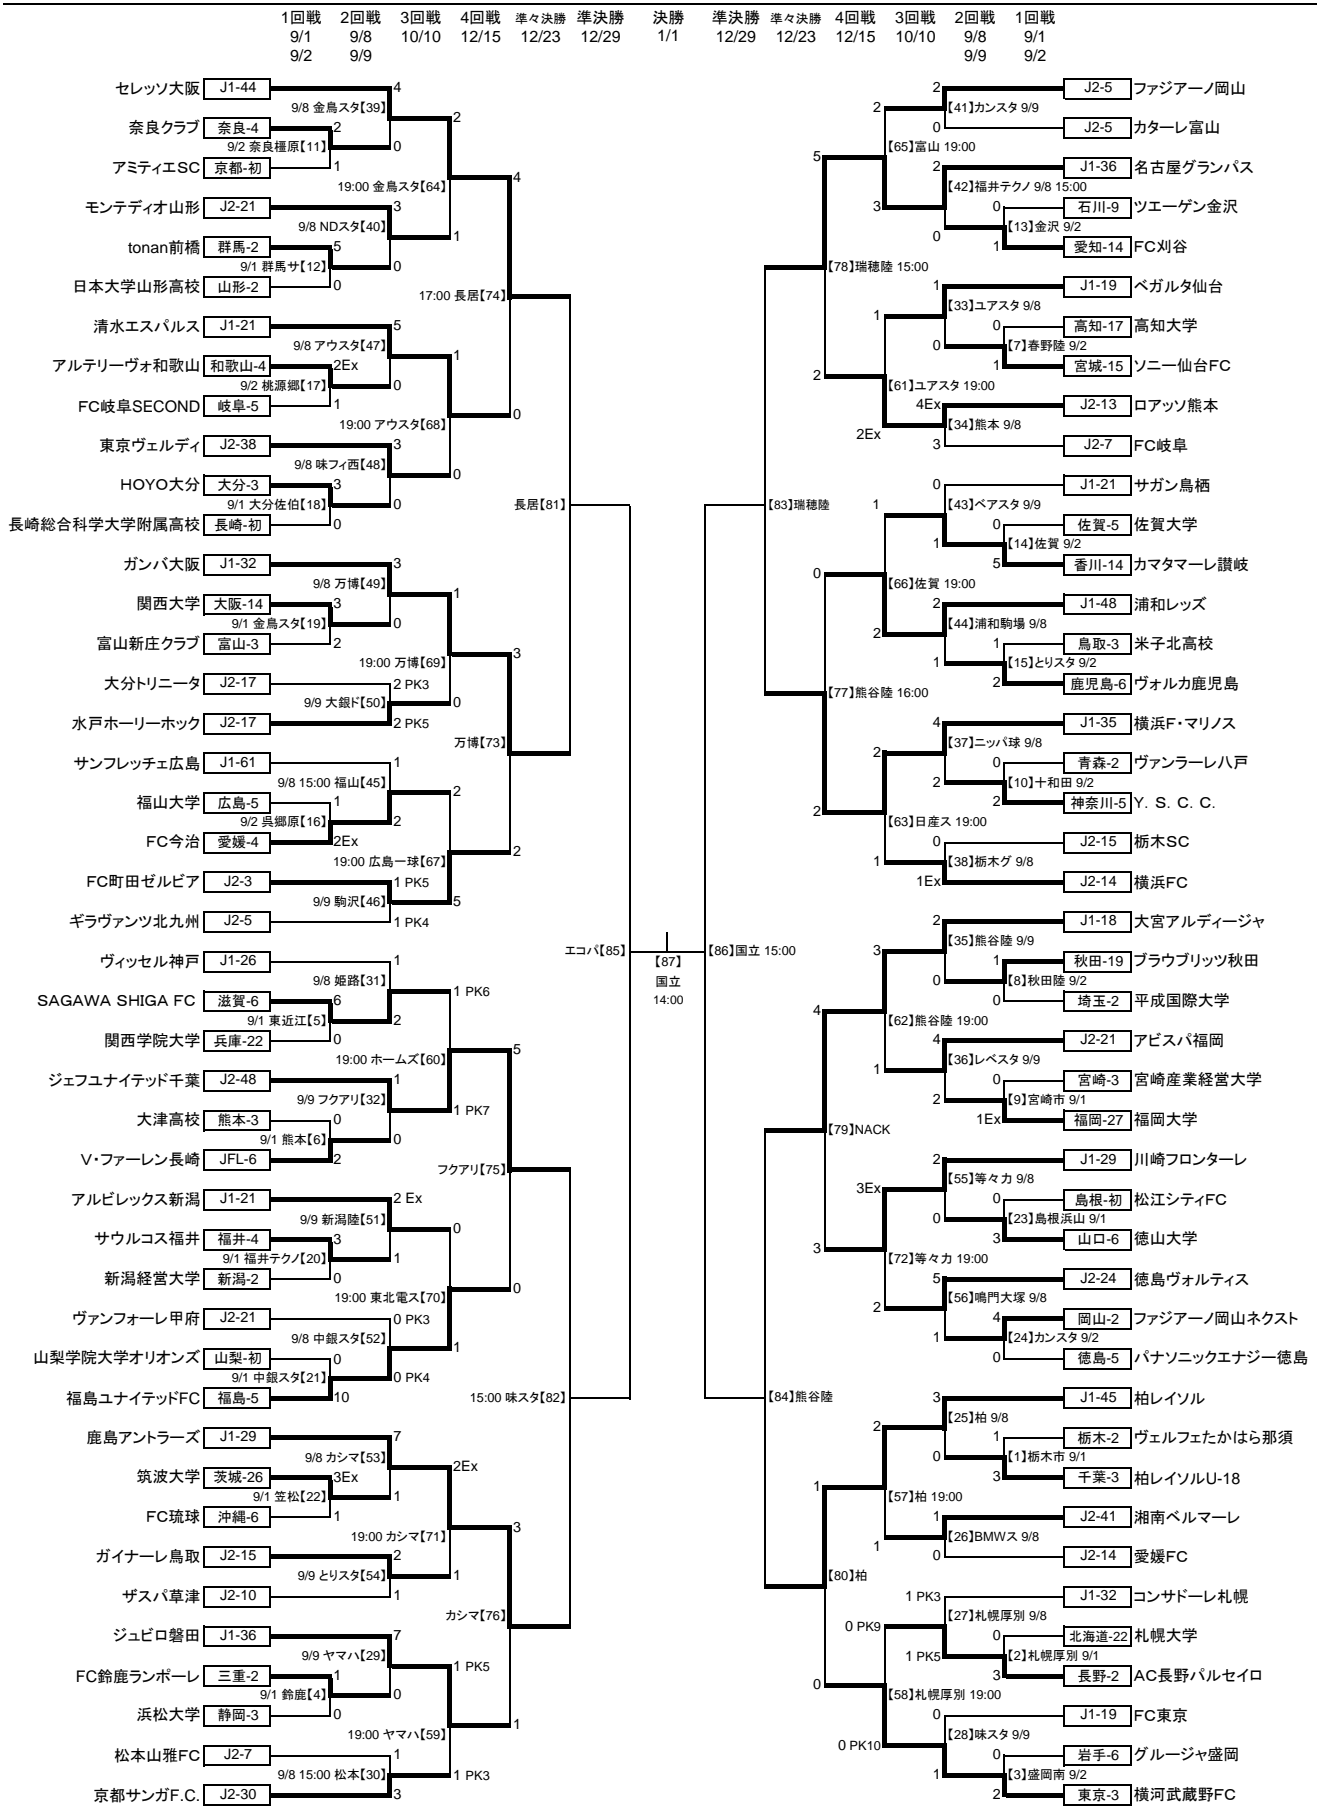 1回戦 2回戦 3回戦 4回戦 準々決勝 準決勝 決勝 準決勝 準々決勝 4回戦 3回戦 2回戦 1回戦
9/1 9/8 10/10 12/15 12/23 12/29 1/1 12/29 12/23 12/15 10/10 9/8 9/1
9/2 9/9 9/9 9/2
セレッソ大阪 J1-44 4
9/8 金鳥スタ【39】 2
奈良クラブ 奈良-4 2
9/2 奈良橿原【11】 0
アミティエSC 京都-初 1
19:00 金鳥スタ【64】 4
モンテディオ山形 J2-21 3
9/8 NDスタ【40】 1
tonan前橋 群馬-2 5
9/1 群馬サ【12】 0
日本大学山形高校 山形-2 0
17:00 長居【74】
清水エスパルス J1-21 5
9/8 アウスタ【47】 1
アルテリーヴォ和歌山 和歌山-4 2Ex
9/2 桃源郷【17】 0
FC岐阜SECOND 岐阜-5 1
19:00 アウスタ【68】 0
東京ヴェルディ J2-38 3
9/8 味フィ西【48】 0
HOYO大分 大分-3 3
9/1 大分佐伯【18】 0
長崎総合科学大学附属高校 長崎-初 0
長居【81】
ガンバ大阪 J1-32 3
9/8 万博【49】 1
関西大学 大阪-14 3
9/1 金鳥スタ【19】 0
富山新庄クラブ 富山-3 2
19:00 万博【69】 3
大分トリニータ J2-17 2 PK3
9/9 大銀ド【50】 0
水戸ホーリーホック J2-17 2 PK5
万博【73】
サンフレッチェ広島 J1-61 1
9/8 15:00 福山【45】 2
福山大学 広島-5 1
9/2 呉郷原【16】 2
FC今治 愛媛-4 2Ex
19:00 広島一球【67】 2
FC町田ゼルビア J2-3 1 PK5
9/9 駒沢【46】 5
ギラヴァンツ北九州 J2-5 1 PK4
エコパ【85】
ヴィッセル神戸 J1-26 1
9/8 姫路【31】 1 PK6
SAGAWA SHIGA FC 滋賀-6 6
9/1 東近江【5】 2
関西学院大学 兵庫-22 0
19:00 ホームズ【60】 5
ジェフユナイテッド千葉 J2-48 1
9/9 フクアリ【32】 1 PK7
大津高校 熊本-3 0
9/1 熊本【6】 0
V・ファーレン長崎 JFL-6 2
フクアリ【75】
アルビレックス新潟 J1-21 2 Ex
9/9 新潟陸【51】 0
サウルコス福井 福井-4 3
9/1 福井テクノ【20】 1
新潟経営大学 新潟-2 0
19:00 東北電ス【70】 0
ヴァンフォーレ甲府 J2-21 0 PK3
9/8 中銀スタ【52】 1
山梨学院大学オリオンズ 山梨-初 0
9/1 中銀スタ【21】 0 PK4
福島ユナイテッドFC 福島-5 10
15:00 味スタ【82】
鹿島アントラーズ J1-29 7
9/8 カシマ【53】 2Ex
筑波大学 茨城-26 3Ex
9/1 笠松【22】 1
FC琉球 沖縄-6 1
19:00 カシマ【71】 3
ガイナーレ鳥取 J2-15 2
9/9 とりスタ【54】 1
ザスパ草津 J2-10 1
カシマ【76】
ジュビロ磐田 J1-36 7
9/9 ヤマハ【29】 1 PK5
FC鈴鹿ランポーレ 三重-2 1
9/1 鈴鹿【4】 0
浜松大学 静岡-3 0
19:00 ヤマハ【59】 1
松本山雅FC J2-7 1
9/8 15:00 松本【30】 1 PK3
京都サンガF.C. J2-30 3
【87】
国立
14:00
2 J2-5 ファジアーノ岡山
2 【41】カンスタ 9/9
0 J2-5 カターレ富山
5 【65】富山 19:00
2 J1-36 名古屋グランパス
【42】福井テクノ 9/8 15:00
3 0 石川-9 ツエーゲン金沢
0 【13】金沢 9/2
1 愛知-14 FC刈谷
【78】瑞穂陸 15:00
1 J1-19 ベガルタ仙台
1 【33】ユアスタ 9/8
0 高知-17 高知大学
0 【7】春野陸 9/2
1 宮城-15 ソニー仙台FC
2 【61】ユアスタ 19:00
4Ex J2-13 ロアッソ熊本
2Ex 【34】熊本 9/8
3 J2-7 FC岐阜
【83】瑞穂陸
0 J1-21 サガン鳥栖
1 【43】ベアスタ 9/9
0 佐賀-5 佐賀大学
1 【14】佐賀 9/2
5 香川-14 カマタマーレ讃岐
0 【66】佐賀 19:00
2 J1-48 浦和レッズ
2 【44】浦和駒場 9/8
1 鳥取-3 米子北高校
1 【15】とりスタ 9/2
2 鹿児島-6 ヴォルカ鹿児島
【77】熊谷陸 16:00
4 J1-35 横浜F・マリノス
2 【37】ニッパ球 9/8
0 青森-2 ヴァンラーレ八戸
2 【10】十和田 9/2
2 神奈川-5 Y. S. C. C.
2 【63】日産ス 19:00
0 J2-15 栃木SC
1 【38】栃木グ 9/8
1Ex J2-14 横浜FC
【86】国立 15:00
2 J1-18 大宮アルディージャ
3 【35】熊谷陸 9/9
1 秋田-19 ブラウブリッツ秋田
0 【8】秋田陸 9/2
0 埼玉-2 平成国際大学
4 【62】熊谷陸 19:00
4 J2-21 アビスパ福岡
1 【36】レベスタ 9/9
0 宮崎-3 宮崎産業経営大学
2 【9】宮崎市 9/1
1Ex 福岡-27 福岡大学
【79】NACK
2 J1-29 川崎フロンターレ
3Ex 【55】等々力 9/8
0 島根-初 松江シティFC
0 【23】島根浜山 9/1
3 山口-6 徳山大学
3 【72】等々力 19:00
5 J2-24 徳島ヴォルティス
2 【56】鳴門大塚 9/8
4 岡山-2 ファジアーノ岡山ネクスト
1 【24】カンスタ 9/2
0 徳島-5 パナソニックエナジー徳島
【84】熊谷陸
3 J1-45 柏レイソル
2 【25】柏 9/8
1 栃木-2 ヴェルフェたかはら那須
0 【1】栃木市 9/1
3 千葉-3 柏レイソルU-18
1 【57】柏 19:00
1 J2-41 湘南ベルマーレ
1 【26】BMWス 9/8
0 J2-14 愛媛FC
【80】柏
1 PK3 J1-32 コンサドーレ札幌
0 PK9 【27】札幌厚別 9/8
0 北海道-22 札幌大学
1 PK5 【2】札幌厚別 9/1
3 長野-2 AC長野パルセイロ
0 【58】札幌厚別 19:00
0 J1-19 FC東京
0 PK10 【28】味スタ 9/9
0 岩手-6 グルージャ盛岡
1 【3】盛岡南 9/2
2 東京-3 横河武蔵野FC